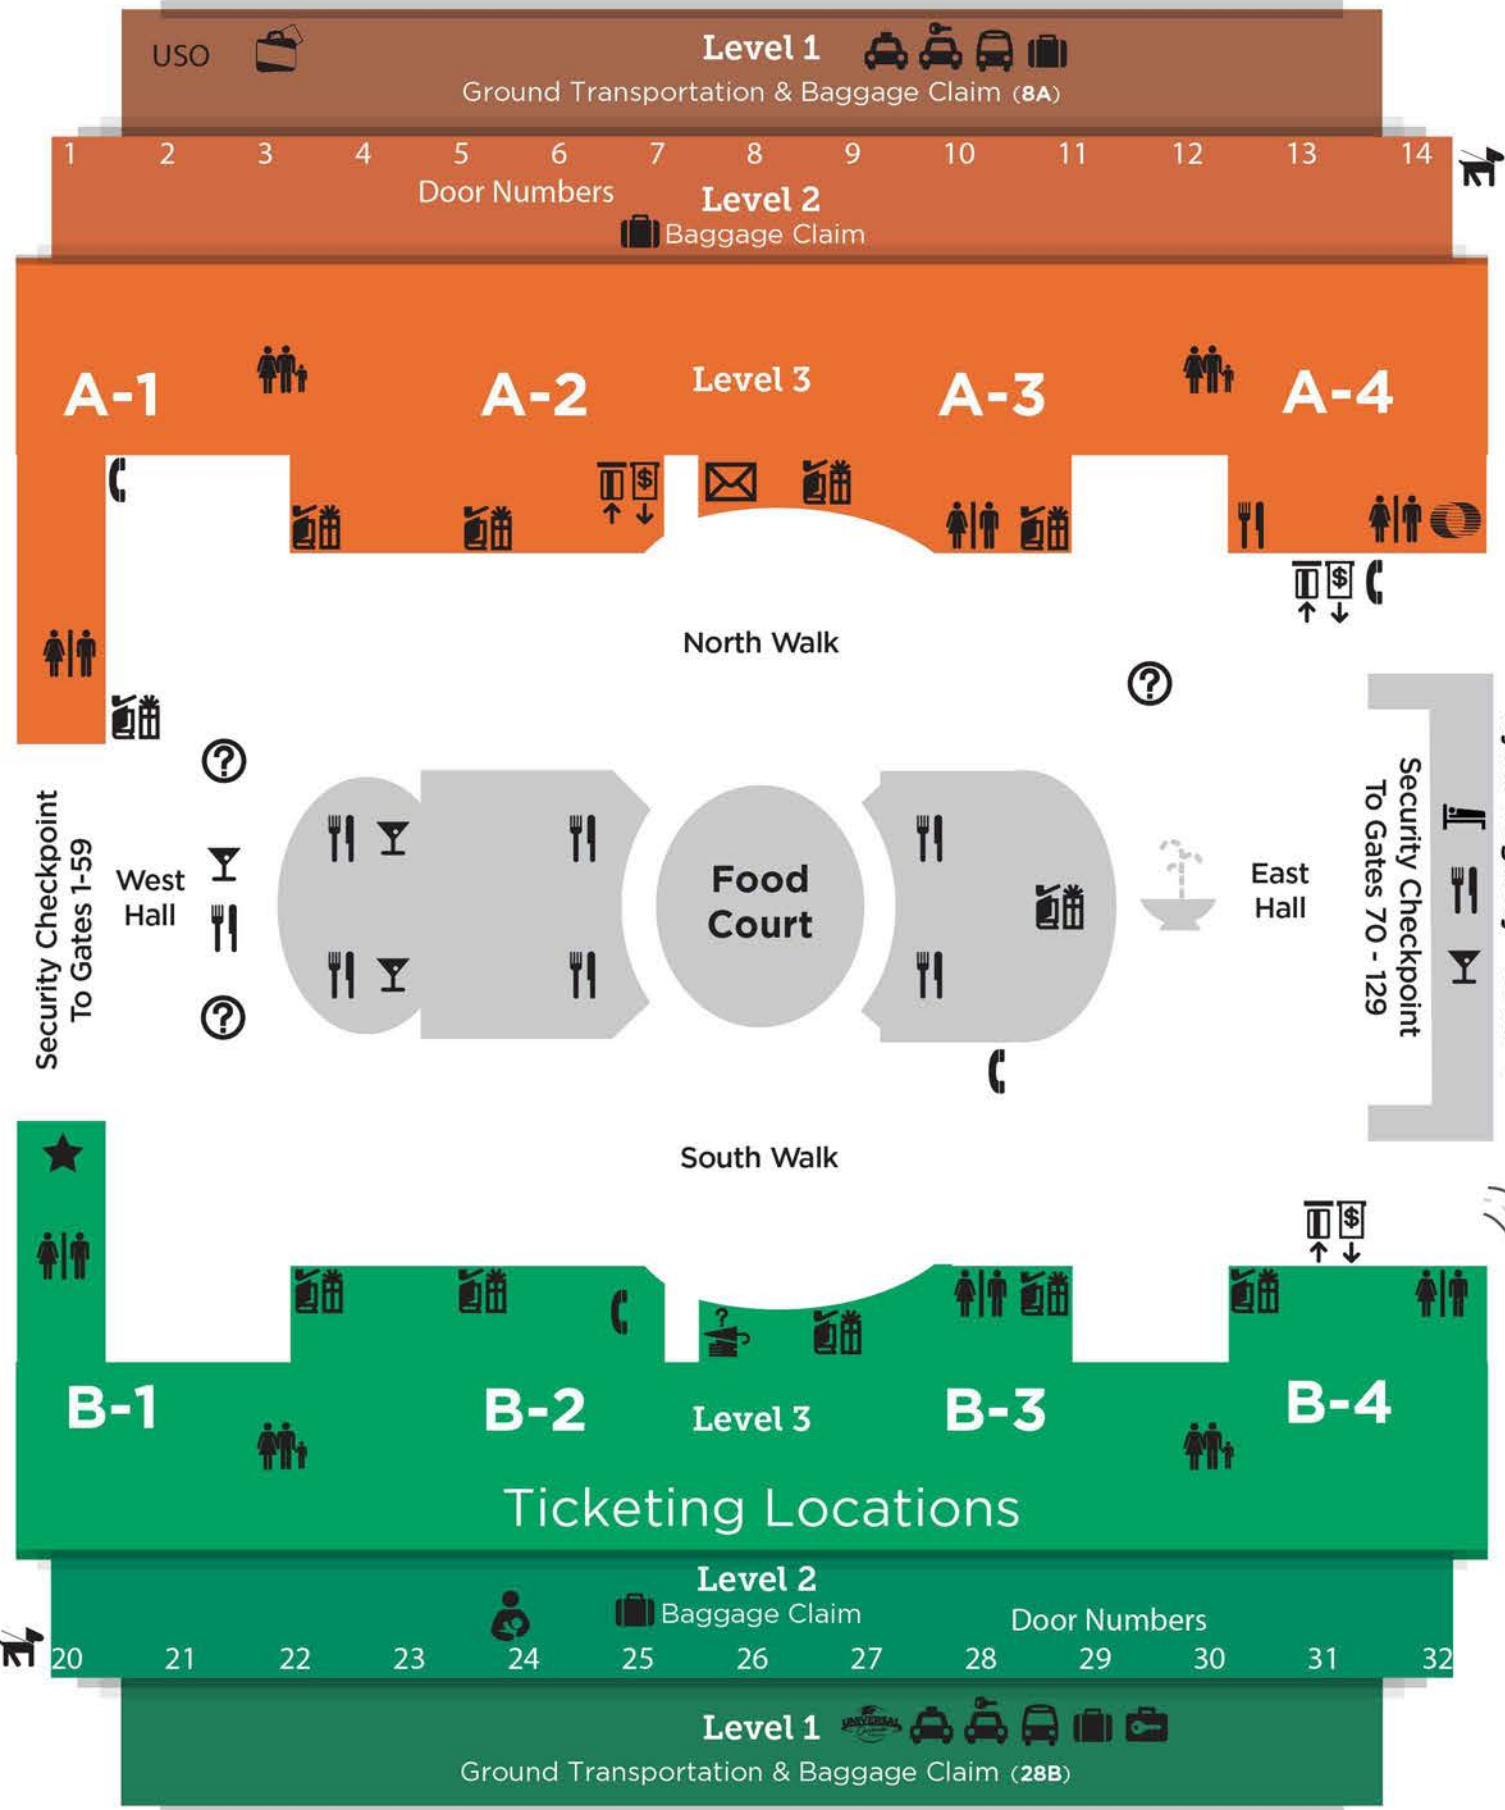 USO
Level 1
Ground Transportation & Baggage Claim (8A)
1 2 3 4 5 6 7 8 9 10 11 12 13 14
Door Numbers
Level 2
Baggage Claim
A-1
A-2
Level 3
A-3
A-4
$
$
North Walk
?
?
Security Checkpoint
To Gates 1-59
West
Hall
?
Food
Court
East
Hall
Security Checkpoint
To Gates 70 - 129
South Walk
$
?
B-1
B-2
Level 3
B-3
B-4
Ticketing Locations
Level 2
Baggage Claim
Door Numbers
20 21 22 23 24 25 26 27 28 29 30 31 32
Level 1
UNIVERSAL
Ground Transportation & Baggage Claim (28B)